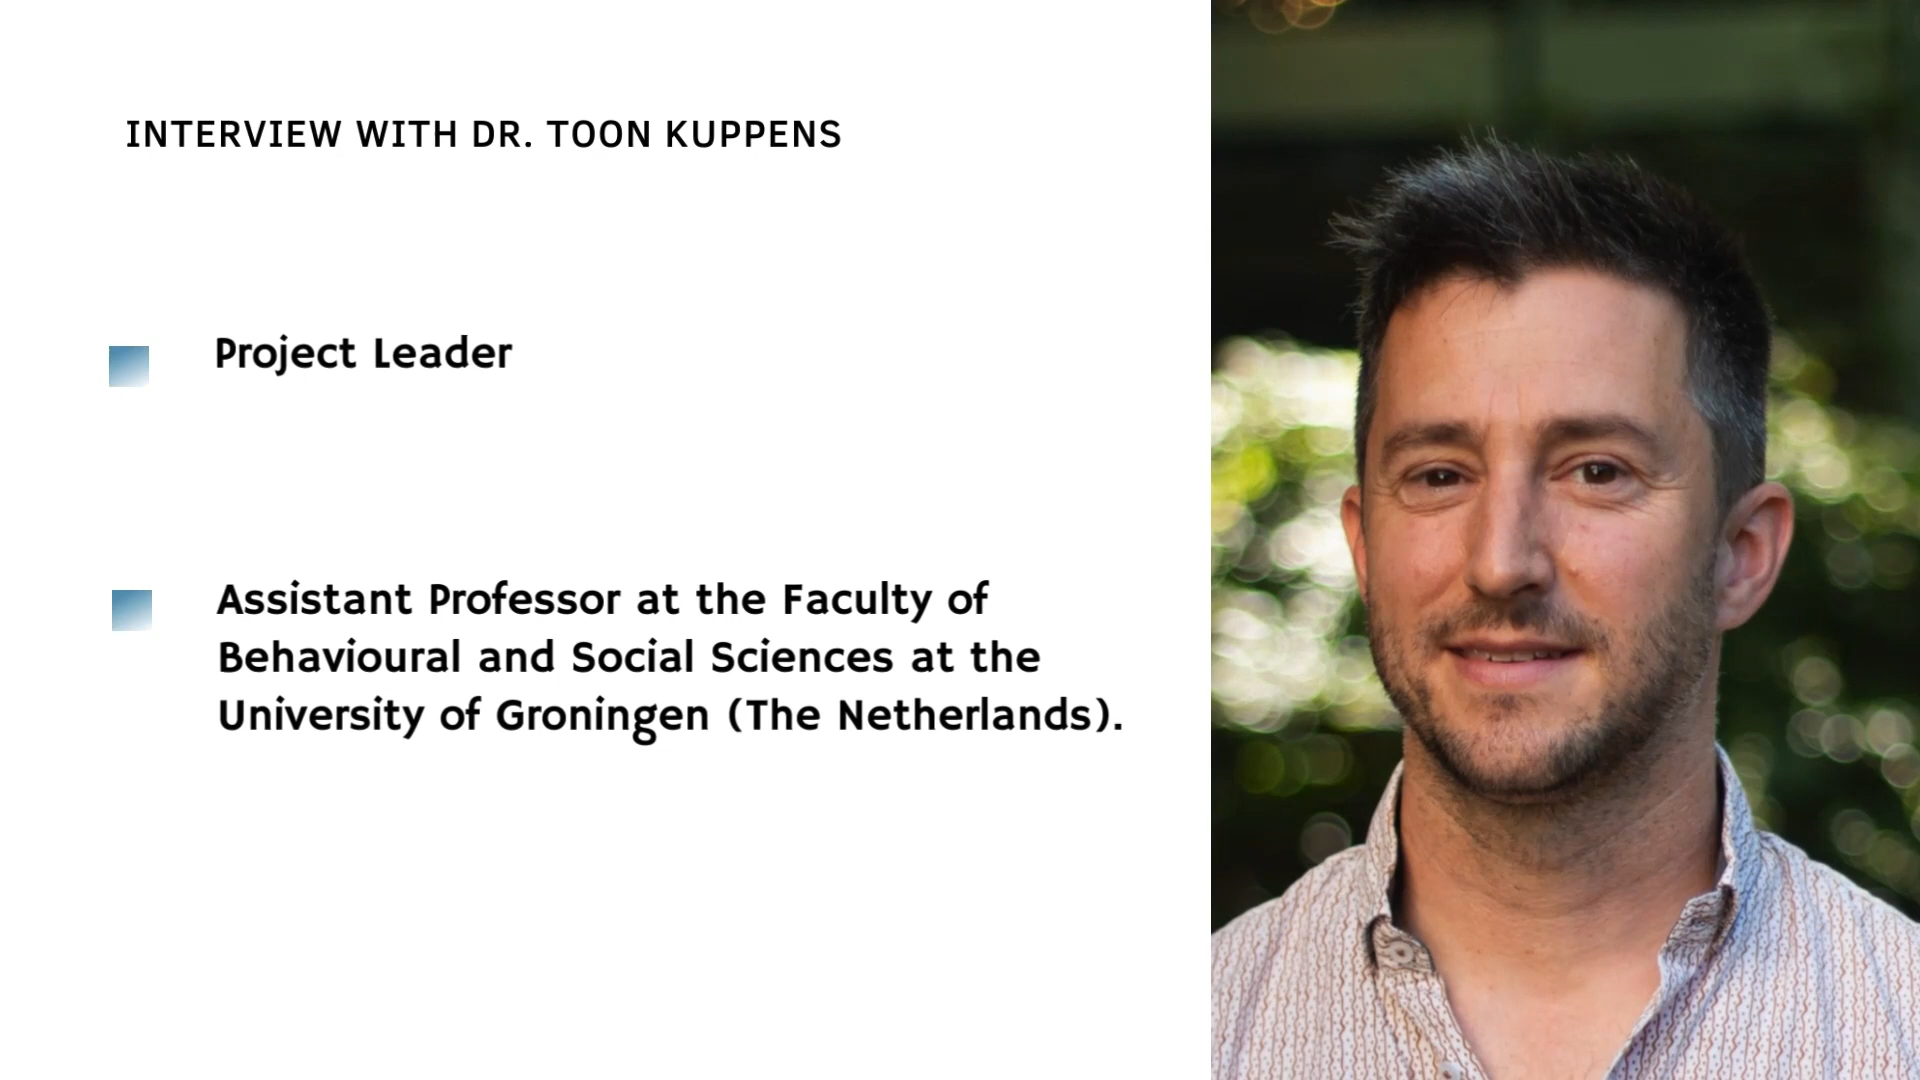 INTERVIEW WITH DR. TOON KUPPENS
Project Leader
Assistant Professor at the Faculty of
Behavioural and Social Sciences at the
University of Groningen (The Netherlands).